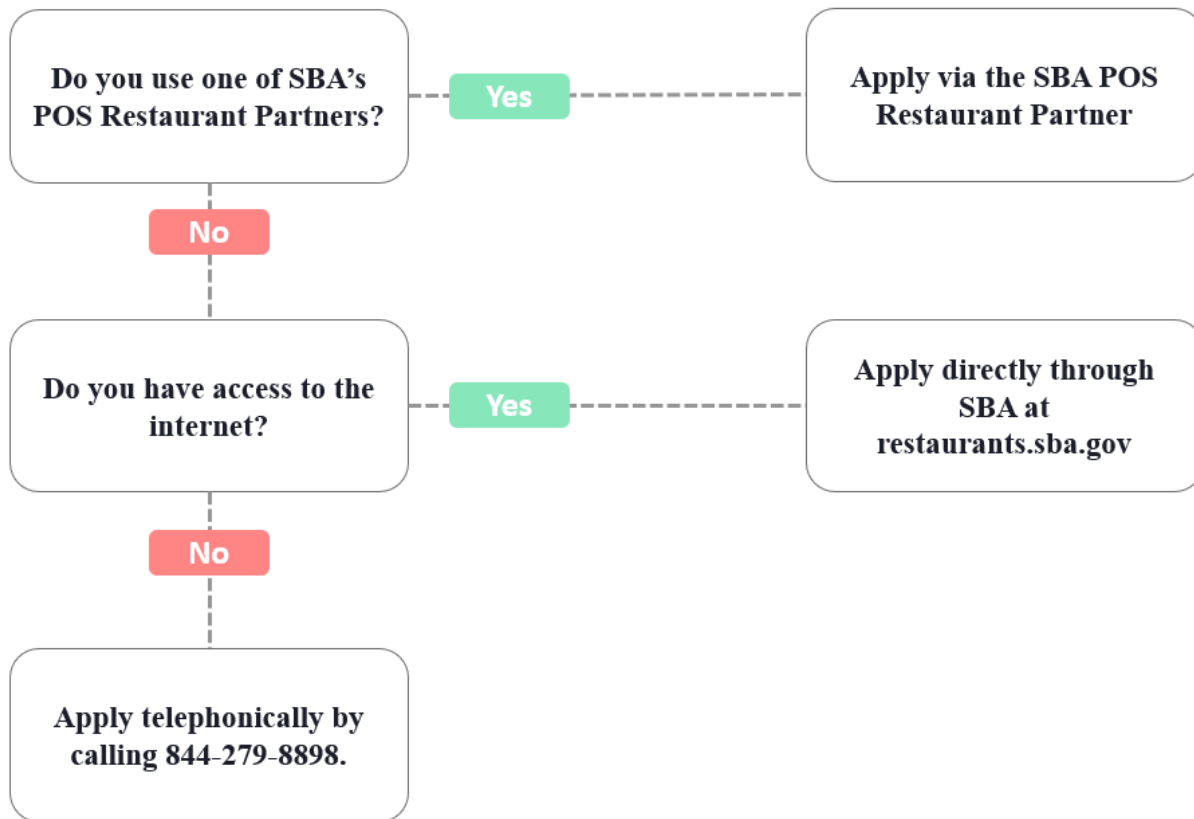 Do you use one of SBA’s
POS Restaurant Partners?
Yes
Apply via the SBA POS
Restaurant Partner
No
Do you have access to the
internet?
Yes
Apply directly through
SBA at
restaurants.sba.gov
No
Apply telephonically by
calling 844-279-8898.